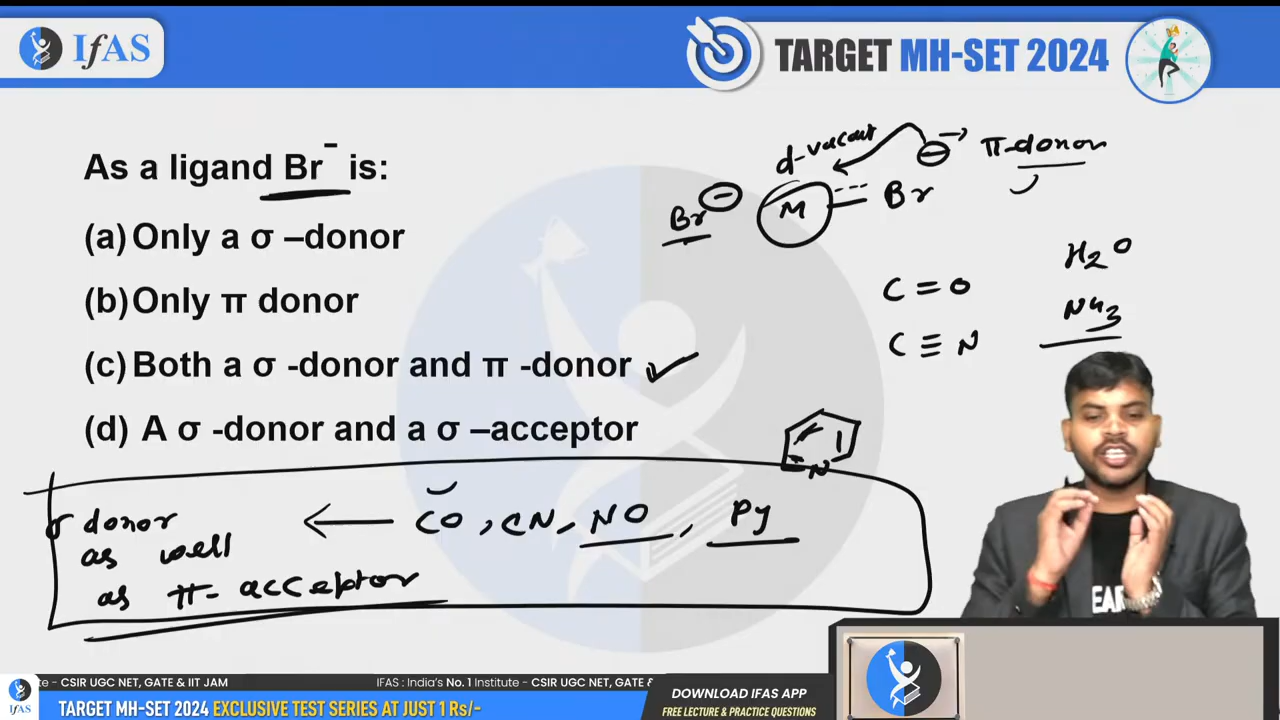 IfAS
TARGET MH-SET 2024
As a ligand Br⁻ is:
(a) Only a σ –donor
(b) Only π donor
(c) Both a σ -donor and π -donor ✓
(d) A σ -donor and a σ –acceptor
Br⊖
d-vacant
M = Br
⊖ → π-donor
C = O
H2O
C ≡ N
NH3
N
σ donor ← CO, CN, NO, Py
as well
as π- acceptor
EAR
te - CSIR UGC NET, GATE & IIT JAM
IFAS : India's No. 1 Institute - CSIR UGC NET, GATE &
TARGET MH-SET 2024 EXCLUSIVE TEST SERIES AT JUST 1 Rs/-
DOWNLOAD IFAS APP
FREE LECTURE & PRACTICE QUESTIONS